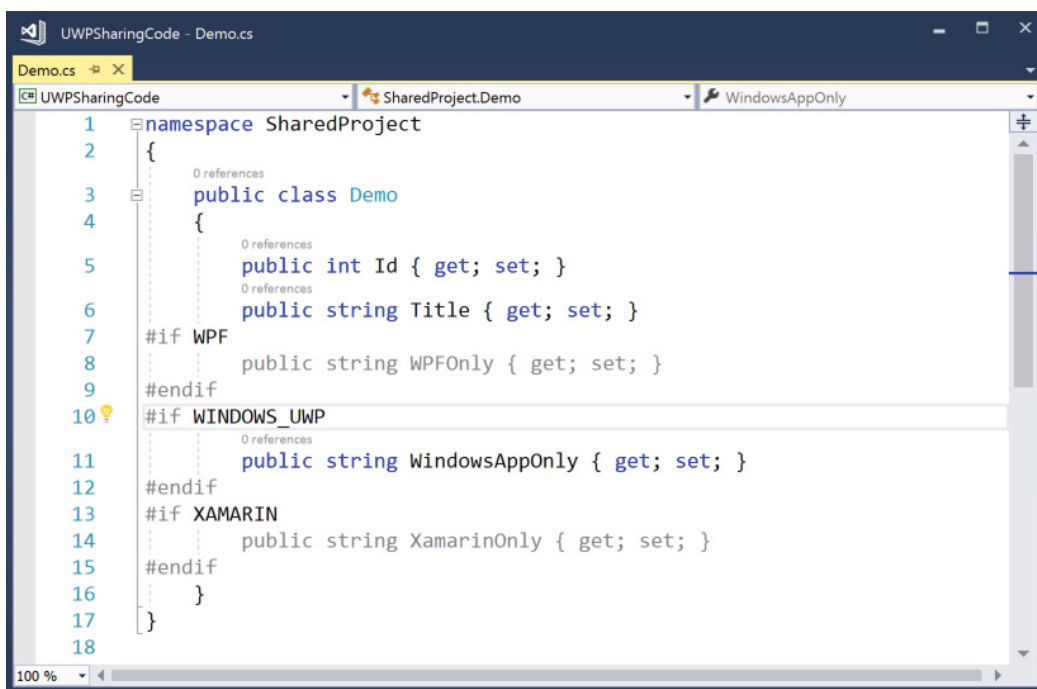 UWPSharingCode - Demo.cs
Demo.cs
C# UWPSharingCode SharedProject.Demo WindowsAppOnly
1 namespace SharedProject
2 {
0 references
3 public class Demo
4 {
0 references
5 public int Id { get; set; }
0 references
6 public string Title { get; set; }
7 #if WPF
8 public string WPFOnly { get; set; }
9 #endif
10 #if WINDOWS_UWP
0 references
11 public string WindowsAppOnly { get; set; }
12 #endif
13 #if XAMARIN
14 public string XamarinOnly { get; set; }
15 #endif
16 }
17 }
18
100 %